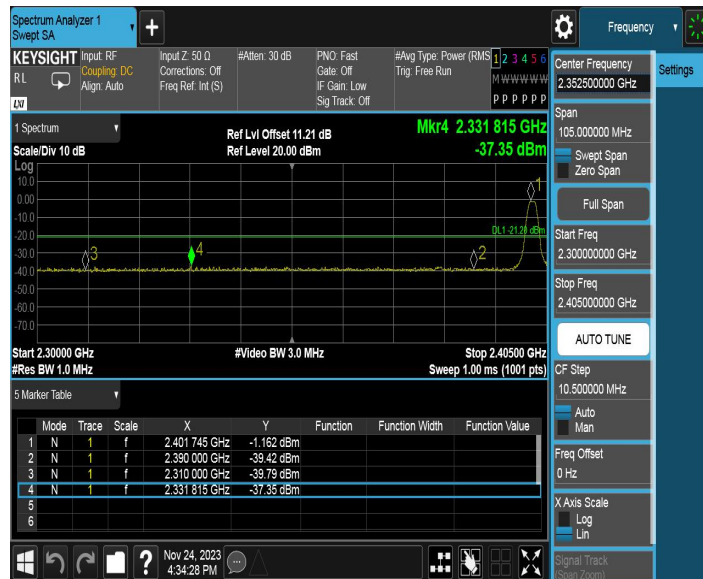 Spectrum Analyzer 1
Swept SA
+
Frequency
KEYSIGHT
RL
LXI
Input: RF
Coupling: DC
Align: Auto
Input Z: 50 Ω
Corrections: Off
Freq Ref: Int (S)
#Atten: 30 dB
PNO: Fast
Gate: Off
IF Gain: Low
Sig Track: Off
#Avg Type: Power (RMS
Trig: Free Run
1 2 3 4 5 6
M W W W W W
P P P P P P
Center Frequency
2.352500000 GHz
Settings
Span
105.000000 MHz
Swept Span
Zero Span
Full Span
Start Freq
2.300000000 GHz
Stop Freq
2.405000000 GHz
AUTO TUNE
CF Step
10.500000 MHz
Auto
Man
Freq Offset
0 Hz
X Axis Scale
Log
Lin
Signal Track
(Span Zoom)
1 Spectrum
Scale/Div 10 dB
Ref Lvl Offset 11.21 dB
Ref Level 20.00 dBm
Mkr4 2.331 815 GHz
-37.35 dBm
Log
10.0
0.00
-10.0
-20.0
-30.0
-40.0
-50.0
-60.0
-70.0
1
DL1 -21.20 dBm
2
3
4
Start 2.30000 GHz
#Res BW 1.0 MHz
#Video BW 3.0 MHz
Stop 2.40500 GHz
Sweep 1.00 ms (1001 pts)
5 Marker Table
Mode Trace Scale X Y Function Function Width Function Value
1 N 1 f 2.401 745 GHz -1.162 dBm
2 N 1 f 2.390 000 GHz -39.42 dBm
3 N 1 f 2.310 000 GHz -39.79 dBm
4 N 1 f 2.331 815 GHz -37.35 dBm
5
6
?
Nov 24, 2023
4:34:28 PM